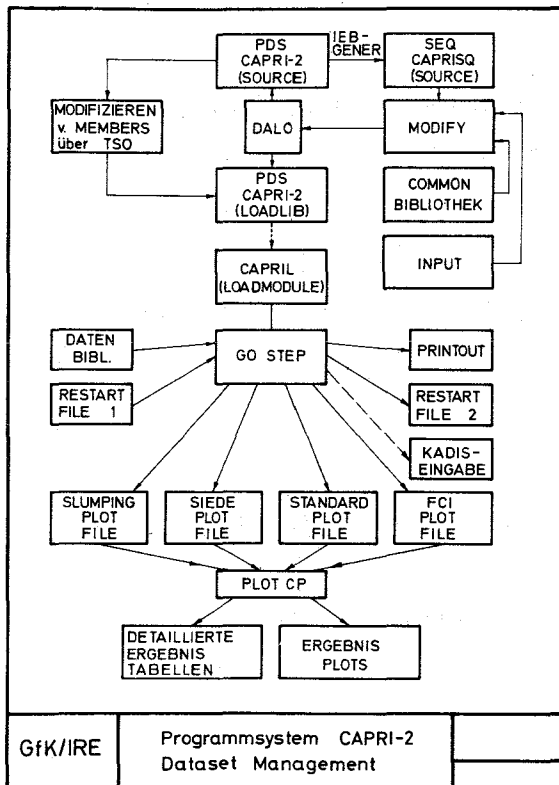 PDS
CAPRI-2
(SOURCE)
IEB-
GENER
SEQ
CAPRISQ
(SOURCE)
MODIFIZIEREN
v. MEMBERS
über TSO
DALO
MODIFY
PDS
CAPRI-2
(LOADLIB)
COMMON
BIBLIOTHEK
CAPRIL
(LOADMODULE)
INPUT
DATEN
BIBL.
GO STEP
PRINTOUT
RESTART
FILE 1
RESTART
FILE 2
KADIS-
EINGABE
SLUMPING
PLOT
FILE
SIEDE
PLOT
FILE
STANDARD
PLOT
FILE
FCI
PLOT
FILE
PLOT CP
DETAILLIERTE
ERGEBNIS
TABELLEN
ERGEBNIS
PLOTS
GfK/IRE
Programmsystem CAPRI-2
Dataset Management